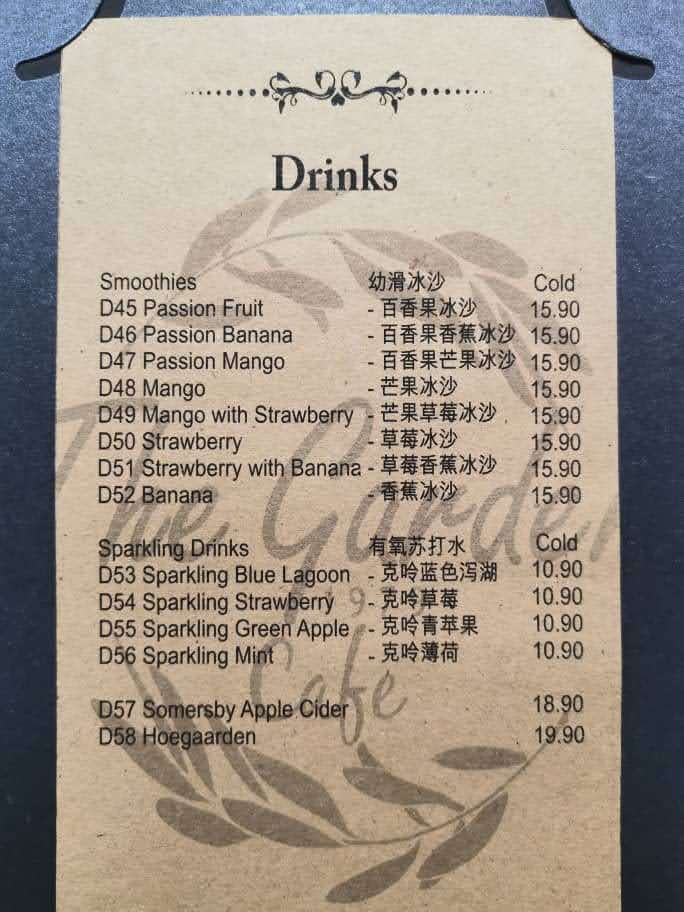 Drinks
Smoothies 幼滑冰沙 Cold
D45 Passion Fruit - 百香果冰沙 15.90
D46 Passion Banana - 百香果香蕉冰沙 15.90
D47 Passion Mango - 百香果芒果冰沙 15.90
D48 Mango - 芒果冰沙 15.90
D49 Mango with Strawberry - 芒果草莓冰沙 15.90
D50 Strawberry - 草莓冰沙 15.90
D51 Strawberry with Banana - 草莓香蕉冰沙 15.90
D52 Banana - 香蕉冰沙 15.90
The Garden
Sparkling Drinks 有氧苏打水 Cold
D53 Sparkling Blue Lagoon - 克呤蓝色泻湖 10.90
D54 Sparkling Strawberry - 克呤草莓 10.90
D55 Sparkling Green Apple - 克呤青苹果 10.90
D56 Sparkling Mint - 克呤薄荷 10.90
Cafe
D57 Somersby Apple Cider 18.90
D58 Hoegaarden 19.90